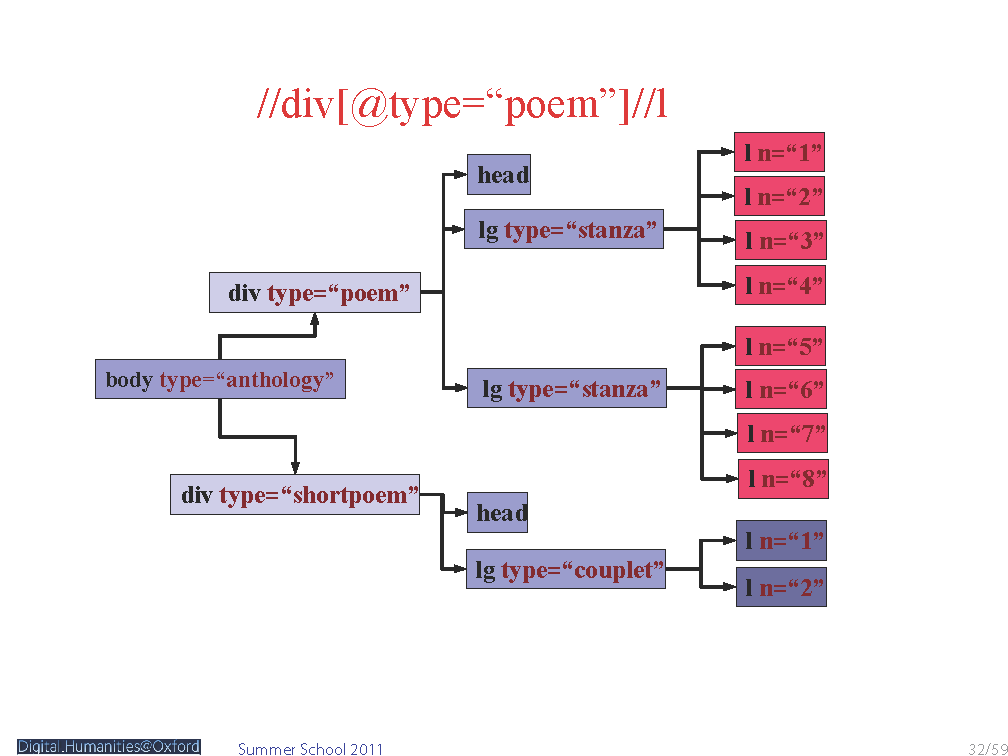 //div[@type=“poem”]//l
head
lg type=“stanza”
l n=“1”
l n=“2”
l n=“3”
l n=“4”
div type=“poem”
body type=“anthology”
lg type=“stanza”
l n=“5”
l n=“6”
l n=“7”
l n=“8”
div type=“shortpoem”
head
lg type=“couplet”
l n=“1”
l n=“2”
Digital.Humanities@Oxford
Summer School 2011
32/59